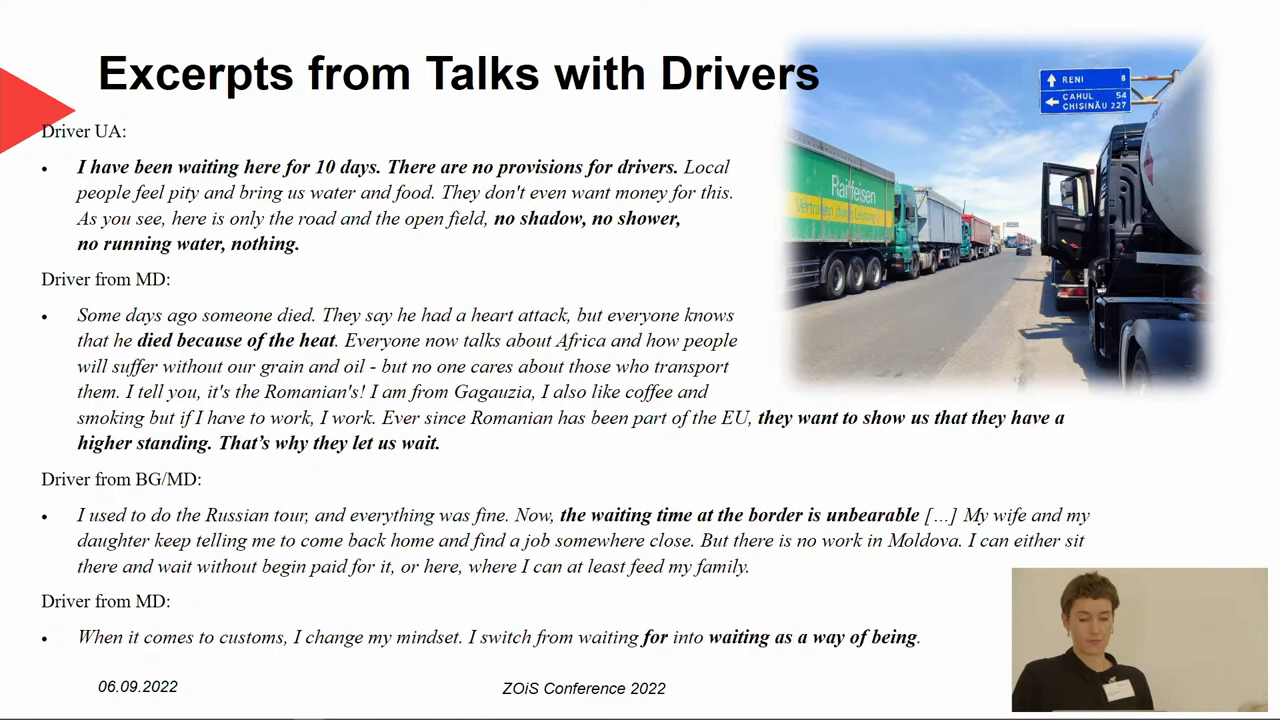 Excerpts from Talks with Drivers
RENI 8
CAHUL 54
CHIȘINĂU 227
Raiffeisen
Driver UA:
• I have been waiting here for 10 days. There are no provisions for drivers. Local
people feel pity and bring us water and food. They don't even want money for this.
As you see, here is only the road and the open field, no shadow, no shower,
no running water, nothing.
Driver from MD:
• Some days ago someone died. They say he had a heart attack, but everyone knows
that he died because of the heat. Everyone now talks about Africa and how people
will suffer without our grain and oil - but no one cares about those who transport
them. I tell you, it's the Romanian's! I am from Gagauzia, I also like coffee and
smoking but if I have to work, I work. Ever since Romanian has been part of the EU, they want to show us that they have a
higher standing. That’s why they let us wait.
Driver from BG/MD:
• I used to do the Russian tour, and everything was fine. Now, the waiting time at the border is unbearable […] My wife and my
daughter keep telling me to come back home and find a job somewhere close. But there is no work in Moldova. I can either sit
there and wait without begin paid for it, or here, where I can at least feed my family.
Driver from MD:
• When it comes to customs, I change my mindset. I switch from waiting for into waiting as a way of being.
06.09.2022
ZOiS Conference 2022